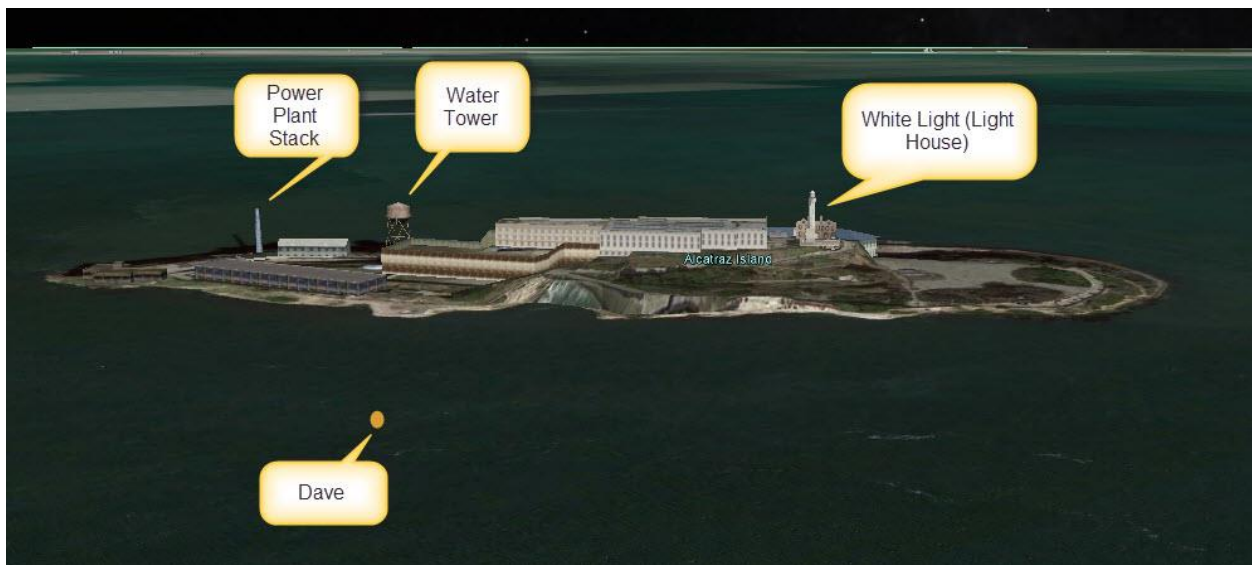 Power
Plant
Stack
Water
Tower
White Light (Light
House)
Alcatraz Island
Dave